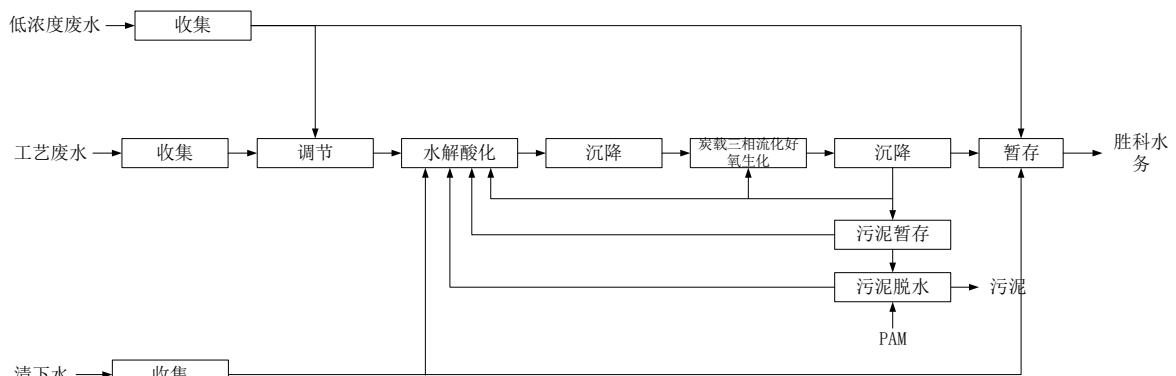 低浓度废水
收集
工艺废水
收集
调节
水解酸化
沉降
炭载三相流化好
氧生化
沉降
暂存
胜科水
务
污泥暂存
污泥脱水
污泥
PAM
清下水
收集